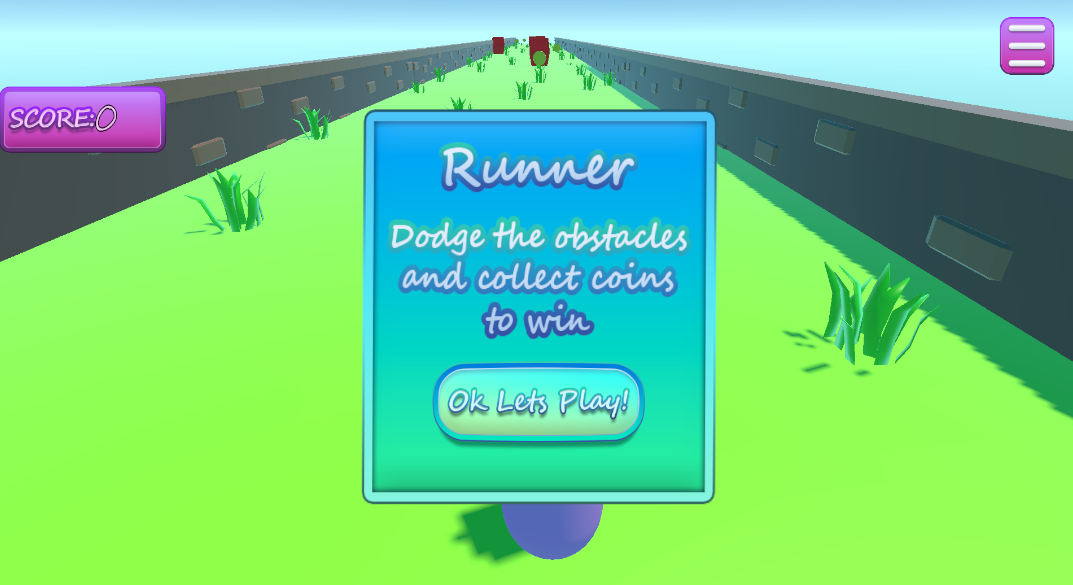 SCORE:0
Runner
Dodge the obstacles
and collect coins
to win
Ok Lets Play!